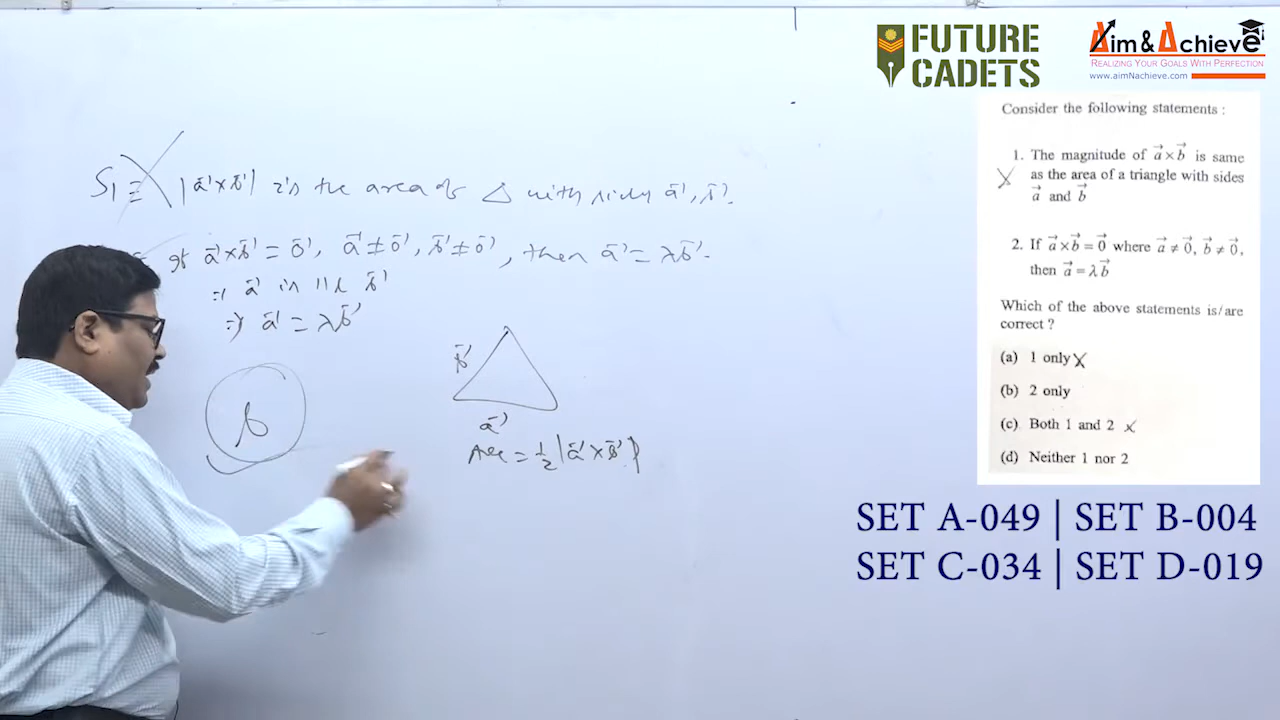 FUTURE
CADETS
Aim & Achieve
REALIZING YOUR GOALS WITH PERFECTION
www.aimNachieve.com
Consider the following statements :
1. The magnitude of a⃗ × b⃗ is same
as the area of a triangle with sides
a⃗ and b⃗
2. If a⃗ × b⃗ = 0⃗ where a⃗ ≠ 0⃗, b⃗ ≠ 0⃗,
then a⃗ = λb⃗
Which of the above statements is/are
correct ?
(a) 1 only X
(b) 2 only
(c) Both 1 and 2 x
(d) Neither 1 nor 2
SET A-049 | SET B-004
SET C-034 | SET D-019
S1 ≡ |a⃗ × b⃗| is the area of △ with sides a⃗, b⃗.
If a⃗ × b⃗ = 0⃗, a⃗ ≠ 0⃗, b⃗ ≠ 0⃗, then a⃗ = λb⃗.
⇒ a⃗ is ll b⃗
⇒ a⃗ = λb⃗
b⃗
b
a⃗
= 1/2 |a⃗ × b⃗|